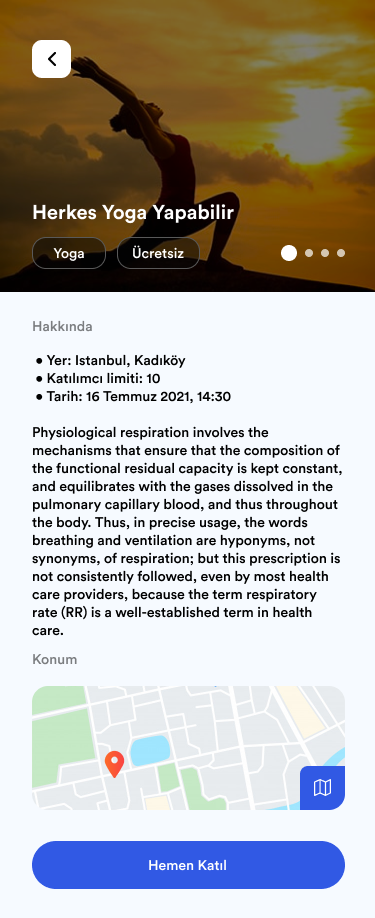 Herkes Yoga Yapabilir
Yoga
Ücretsiz
Hakkında
• Yer: Istanbul, Kadıköy
• Katılımcı limiti: 10
• Tarih: 16 Temmuz 2021, 14:30
Physiological respiration involves the
mechanisms that ensure that the composition of
the functional residual capacity is kept constant,
and equilibrates with the gases dissolved in the
pulmonary capillary blood, and thus throughout
the body. Thus, in precise usage, the words
breathing and ventilation are hyponyms, not
synonyms, of respiration; but this prescription is
not consistently followed, even by most health
care providers, because the term respiratory
rate (RR) is a well-established term in health
care.
Konum
Hemen Katıl